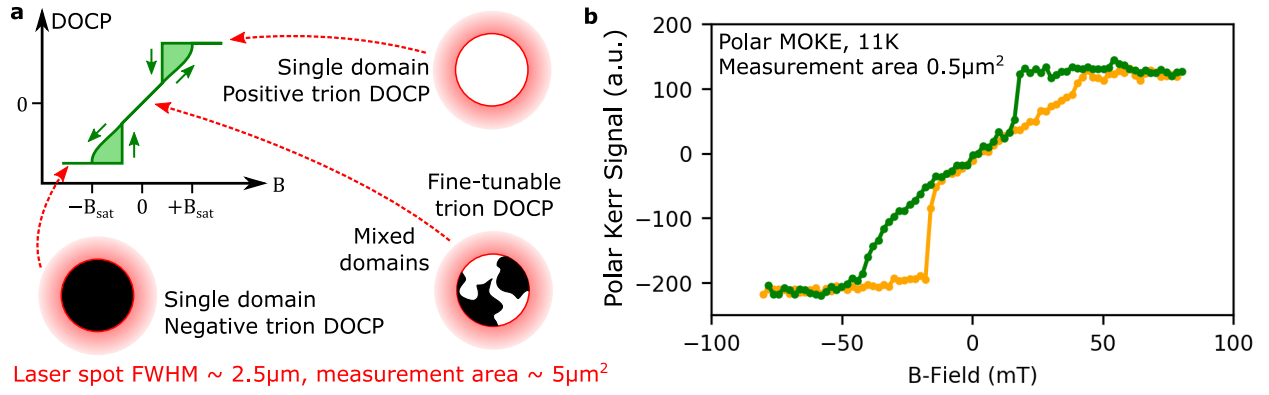 a
DOCP
0
−B_sat 0 +B_sat B
Single domain
Positive trion DOCP
Fine-tunable
trion DOCP
Mixed
domains
Single domain
Negative trion DOCP
Laser spot FWHM ~ 2.5µm, measurement area ~ 5µm²
b
Polar MOKE, 11K
Measurement area 0.5µm²
Polar Kerr Signal (a.u.)
200
100
0
−100
−200
−100 −50 0 50 100
B-Field (mT)